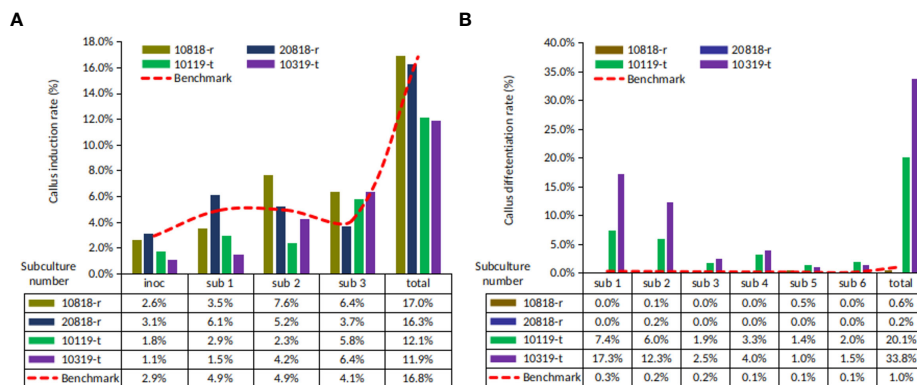 A
Callus induction rate (%)
18.0%
16.0%
14.0%
12.0%
10.0%
8.0%
6.0%
4.0%
2.0%
0.0%
10818-r 20818-r
10119-t 10319-t
Benchmark
Subculture
number
inoc sub 1 sub 2 sub 3 total
10818-r 2.6% 3.5% 7.6% 6.4% 17.0%
20818-r 3.1% 6.1% 5.2% 3.7% 16.3%
10119-t 1.8% 2.9% 2.3% 5.8% 12.1%
10319-t 1.1% 1.5% 4.2% 6.4% 11.9%
Benchmark 2.9% 4.9% 4.9% 4.1% 16.8%
B
Callus diffetentiation rate (%)
40.0%
35.0%
30.0%
25.0%
20.0%
15.0%
10.0%
5.0%
0.0%
10818-r 20818-r
10119-t 10319-t
Benchmark
Subculture
number
sub 1 sub 2 sub 3 sub 4 sub 5 sub 6 total
10818-r 0.0% 0.1% 0.0% 0.0% 0.5% 0.0% 0.6%
20818-r 0.0% 0.2% 0.0% 0.0% 0.0% 0.0% 0.2%
10119-t 7.4% 6.0% 1.9% 3.3% 1.4% 2.0% 20.1%
10319-t 17.3% 12.3% 2.5% 4.0% 1.0% 1.5% 33.8%
Benchmark 0.3% 0.2% 0.2% 0.1% 0.1% 0.1% 1.0%